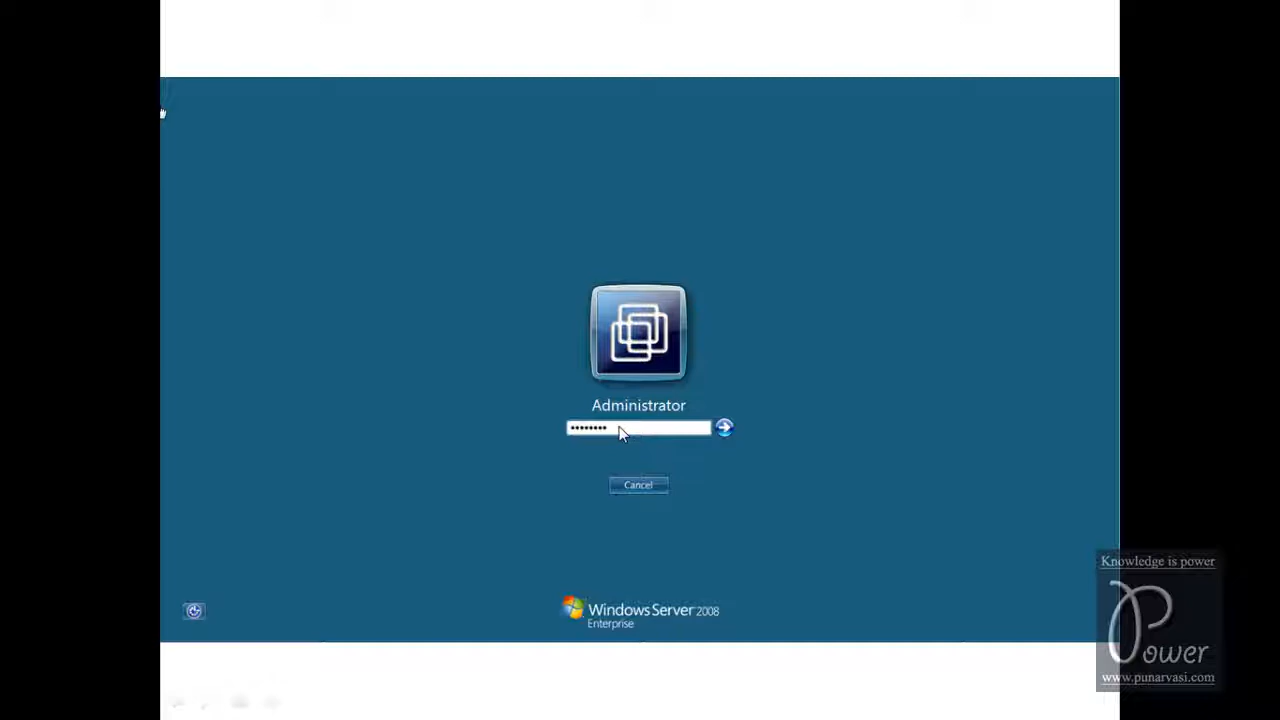 Administrator
Cancel
Windows Server 2008
Enterprise
Knowledge is power
Power
www.punarvasi.com